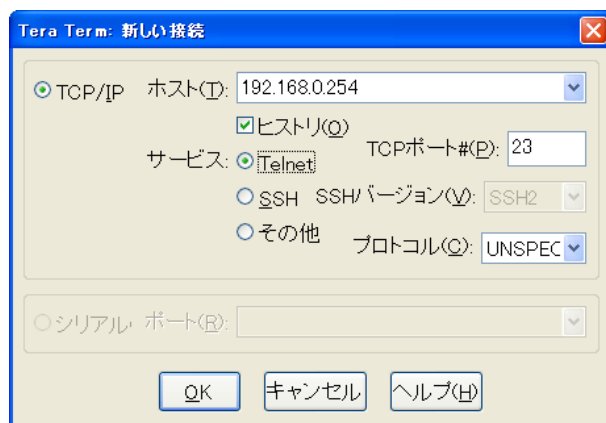 Tera Term: 新しい接続
TCP/IP ホスト(T): 192.168.0.254
ヒストリ(O)
サービス: Telnet TCPポート#(P): 23
SSH SSHバージョン(V): SSH2
その他 プロトコル(C): UNSPEC
シリアル ポート(R):
OK キャンセル ヘルプ(H)